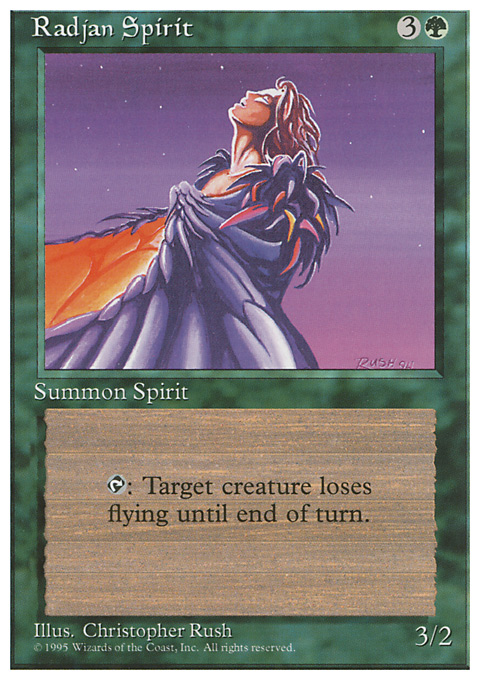 Radjan Spirit 3
RUSH 94
Summon Spirit
: Target creature loses
flying until end of turn.
Illus. Christopher Rush
3/2
© 1995 Wizards of the Coast, Inc. All rights reserved.